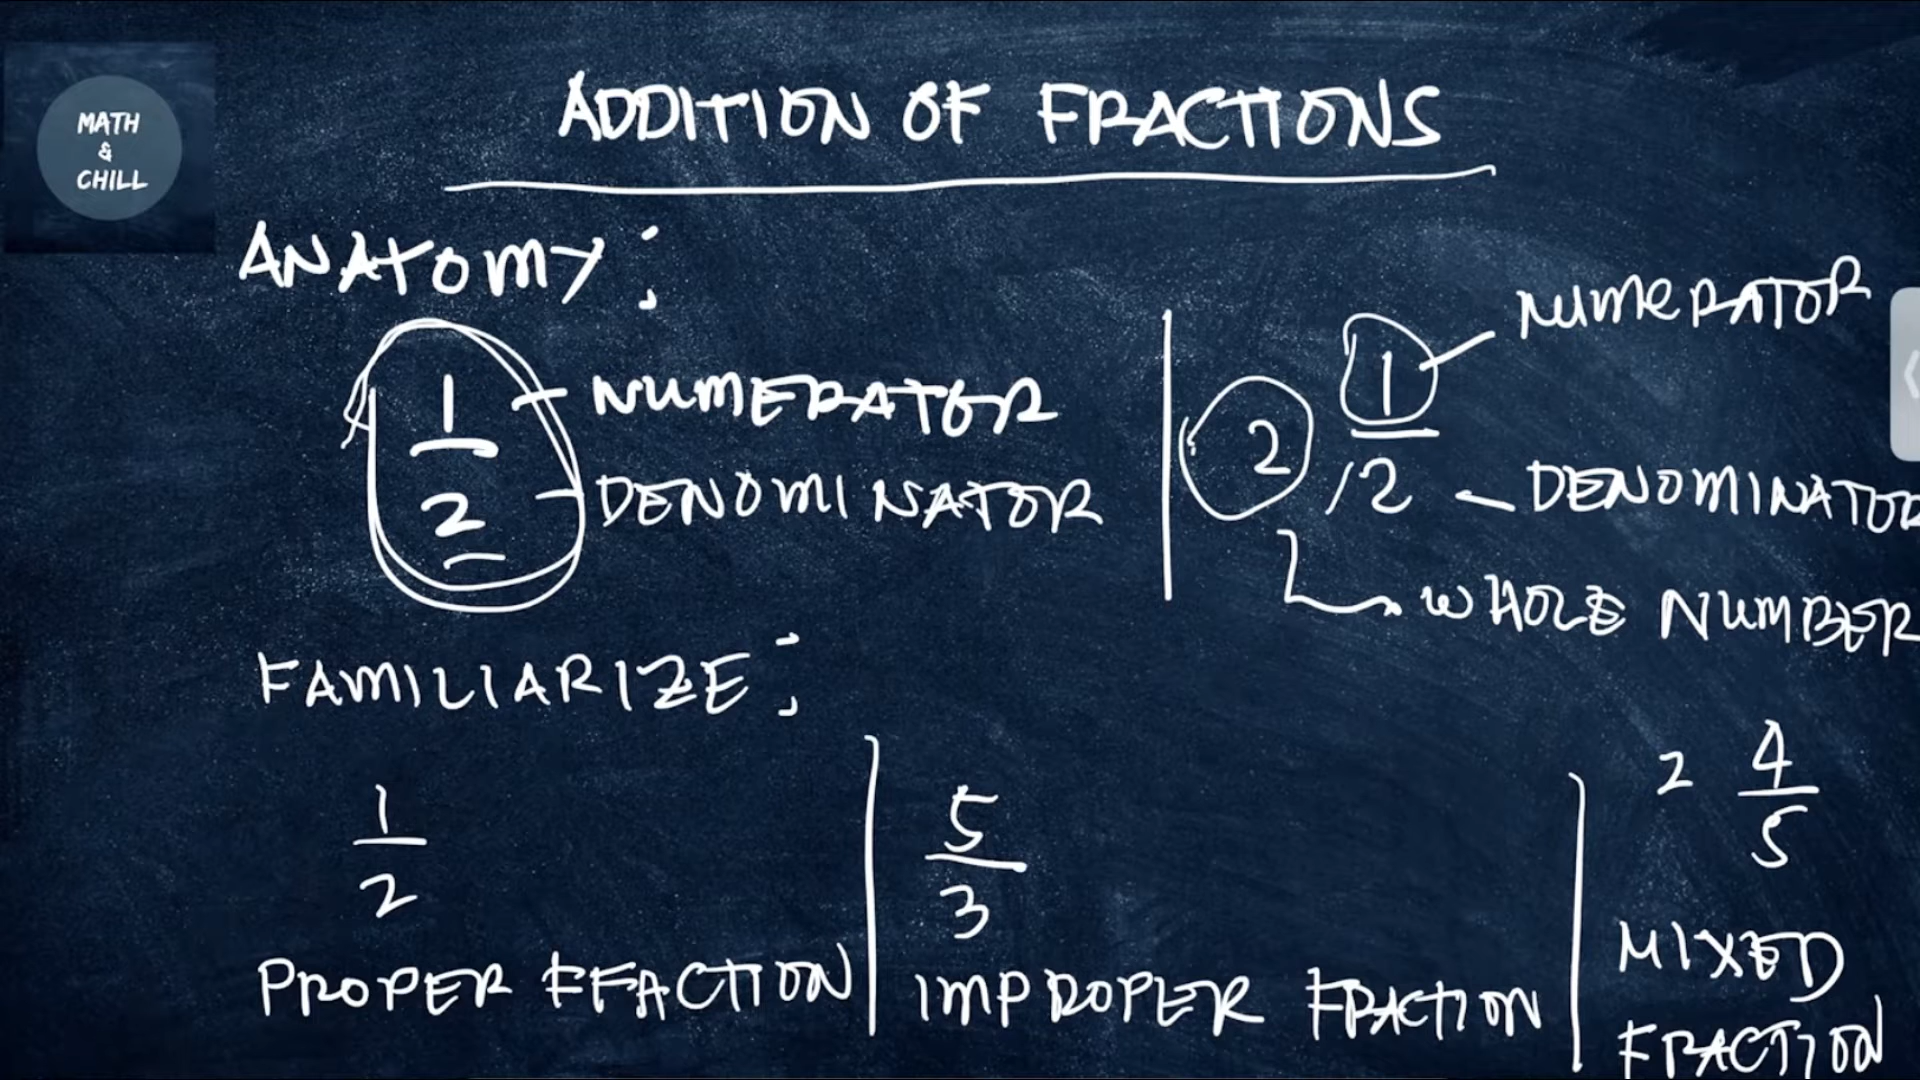 MATH
&
CHILL
ADDITION OF FRACTIONS
ANATOMY:
1 NUMERATOR
2 DENOMINATOR
1 NUMERATOR
2 /2 DENOMINATOR
WHOLE NUMBER
FAMILIARIZE:
1
2
PROPER FFACTION
5
3
IMPROPER FRACTION
2 4
5
MIXED
FRACTION